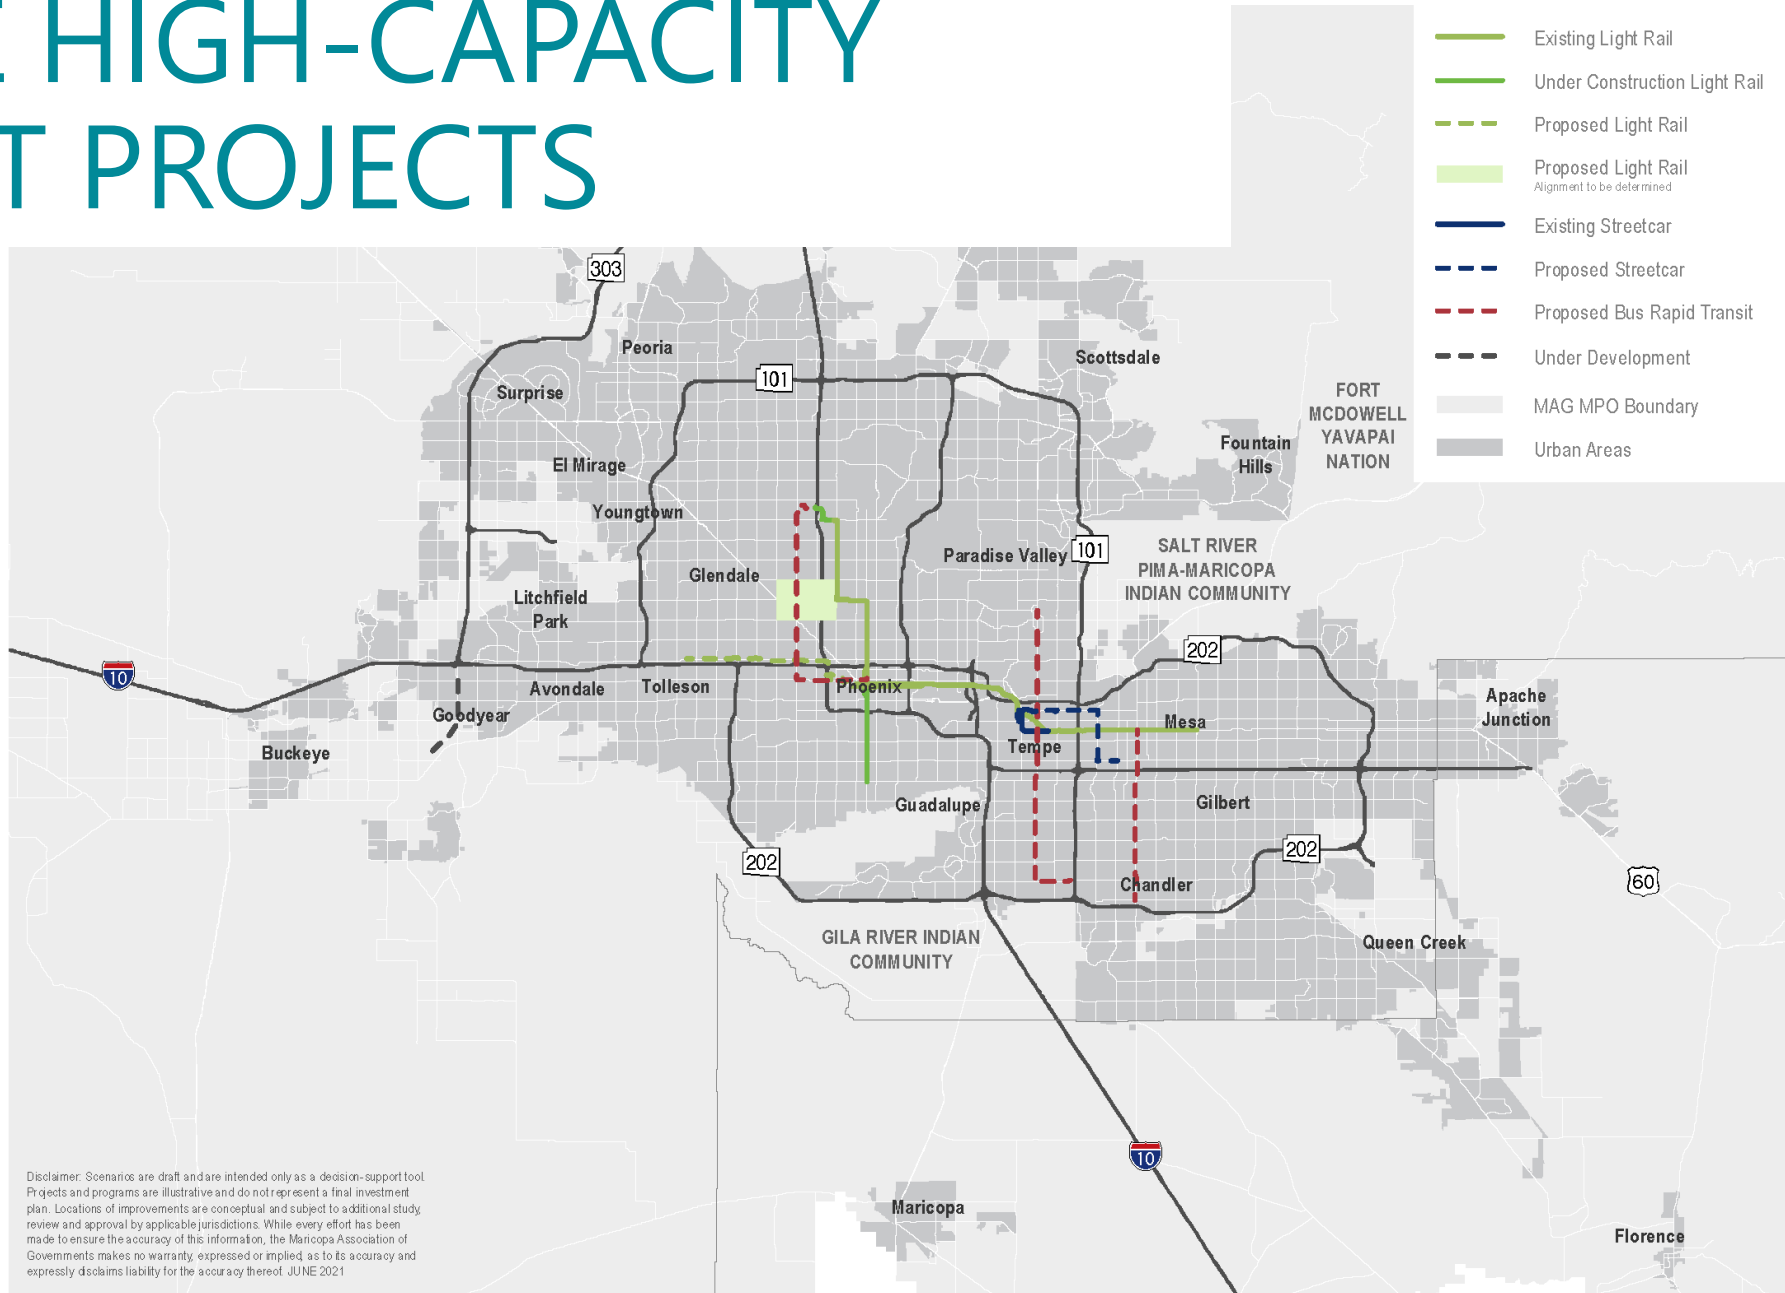 HIGH-CAPACITY
T PROJECTS
Existing Light Rail
Under Construction Light Rail
Proposed Light Rail
Proposed Light Rail
Alignment to be determined
Existing Streetcar
Proposed Streetcar
Proposed Bus Rapid Transit
Under Development
MAG MPO Boundary
Urban Areas
303
Peoria
Scottsdale
101
Surprise
FORT
MCDOWELL
YAVAPAI
NATION
Fountain
Hills
El Mirage
Youngtown
Paradise Valley
101
SALT RIVER
PIMA-MARICOPA
INDIAN COMMUNITY
Glendale
Litchfield
Park
202
10
Avondale
Tolleson
Phoenix
Apache
Junction
Goodyear
Mesa
Tempe
Buckeye
Guadalupe
Gilbert
202
202
Chandler
60
GILA RIVER INDIAN
COMMUNITY
Queen Creek
10
Maricopa
Florence
Disclaimer: Scenarios are draft and are intended only as a decision-support tool.
Projects and programs are illustrative and do not represent a final investment
plan. Locations of improvements are conceptual and subject to additional study,
review and approval by applicable jurisdictions. While every effort has been
made to ensure the accuracy of this information, the Maricopa Association of
Governments makes no warranty, expressed or implied, as to its accuracy and
expressly disclaims liability for the accuracy thereof. JUNE 2021